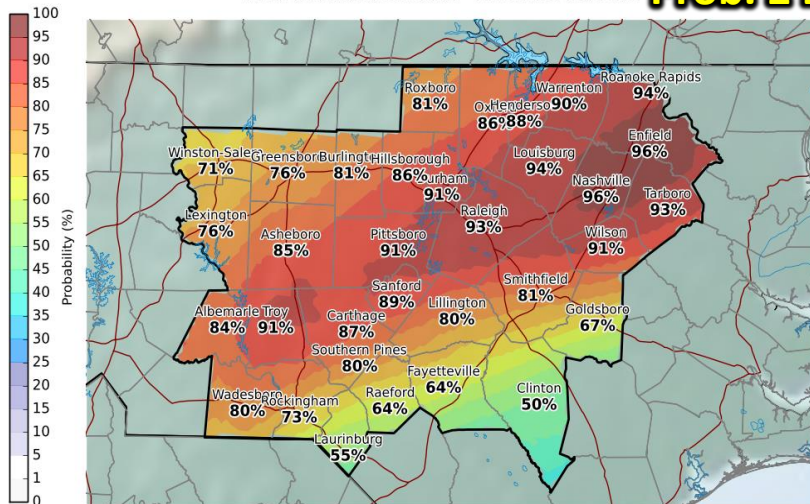 100
95
90
85
80
75
70
65
60
55
50
45
40
35
30
25
20
15
10
5
1
0
Probability (%)
Roxboro
81%
Henderson
88%
Warrenton
90%
Roanoke Rapids
94%
86%
Enfield
96%
Winston-Salem
71%
Greensboro
76%
Burlington
81%
Hillsborough
86%
Durham
91%
Louisburg
94%
Nashville
96%
Tarboro
93%
Lexington
76%
Asheboro
85%
Pittsboro
91%
Raleigh
93%
Wilson
91%
Sanford
89%
Smithfield
81%
Albemarle
84%
Troy
91%
Carthage
87%
Lillington
80%
Goldsboro
67%
Southern Pines
80%
Fayetteville
64%
Wadesboro
80%
Rockingham
73%
Raeford
64%
Clinton
50%
Laurinburg
55%